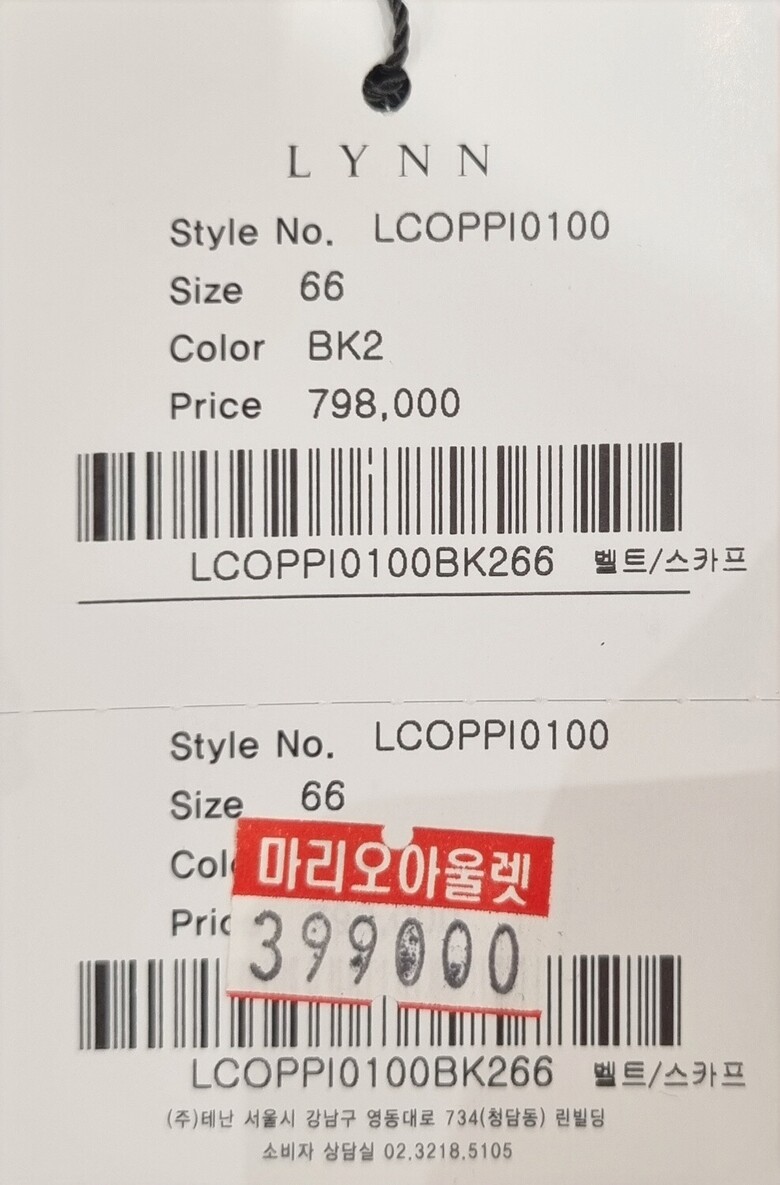 LYNN
Style No. LCOPPI0100
Size 66
Color BK2
Price 798,000
LCOPPI0100BK266 벨트/스카프
Style No. LCOPPI0100
Size 66
Col
마리오아울렛
Pric
399000
LCOPPI0100BK266 벨트/스카프
(주)테난 서울시 강남구 영동대로 734(청담동) 린빌딩
소비자 상담실 02.3218.5105